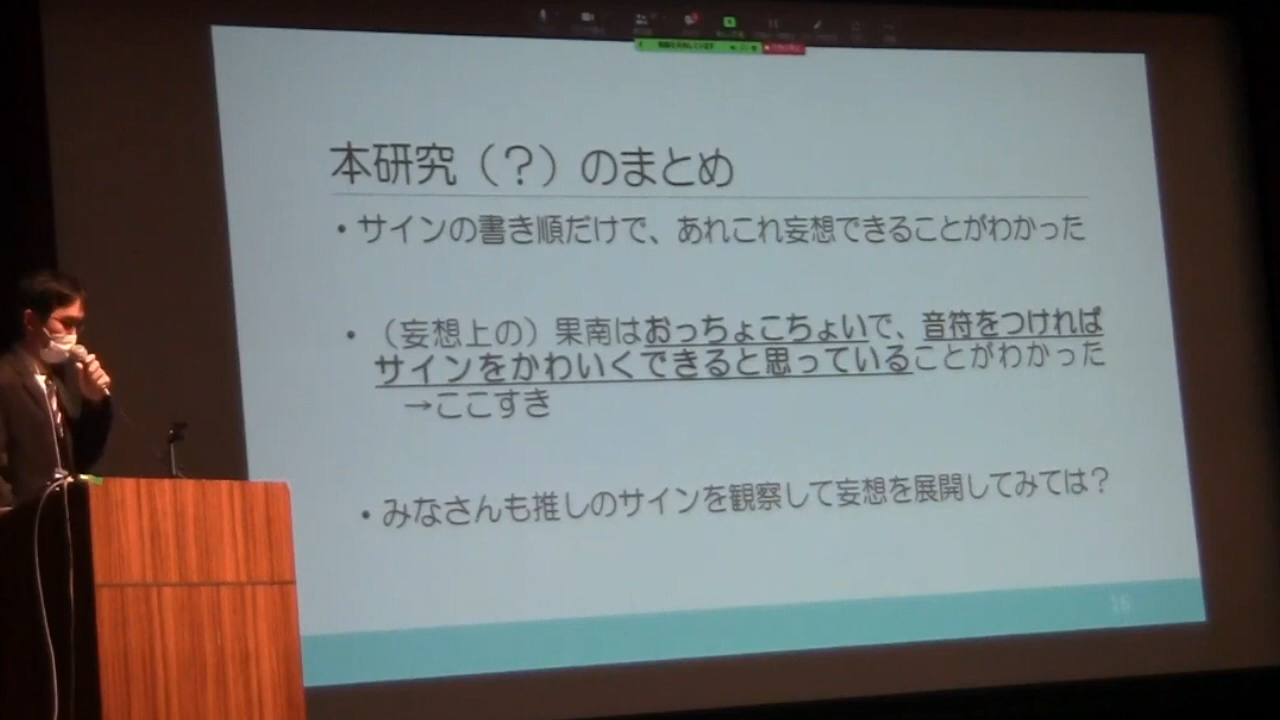 本研究（？）のまとめ
・サインの書き順だけで、あれこれ妄想できることがわかった
・（妄想上の）果南はおっちょこちょいで、音符をつければ
サインをかわいくできると思っていることがわかった
→ここすき
・みなさんも推しのサインを観察して妄想を展開してみては？
16